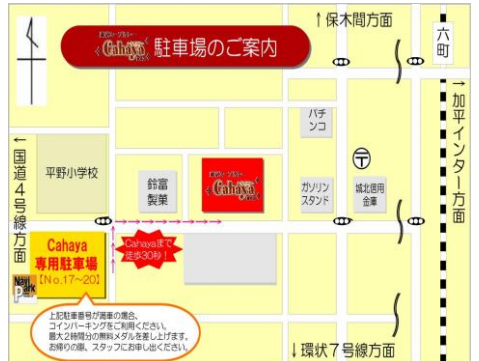 ↑保木間方面
Cahaya
駐車場のご案内
六町
パチンコ
→加平インター方面
〒
←国道4号線方面
平野小学校
鈴富
製菓
Cahaya
ガソリン
スタンド
城北信用
金庫
Cahaya
専用駐車場
【No.17~20】
Cahayaまで
徒歩30秒!
Navi
Park
上記駐車番号が満車の場合、
コインパーキングをご利用ください。
最大2時間分の無料メダルを差し上げます。
お帰りの際、スタッフにお申し出ください。
↓環状7号線方面